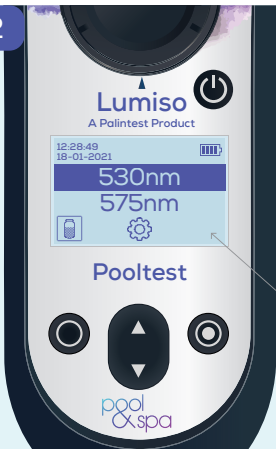 2
Lumiso
A Palintest Product
12:28:49
18-01-2021
530nm
575nm
Pooltest
pool
&spa